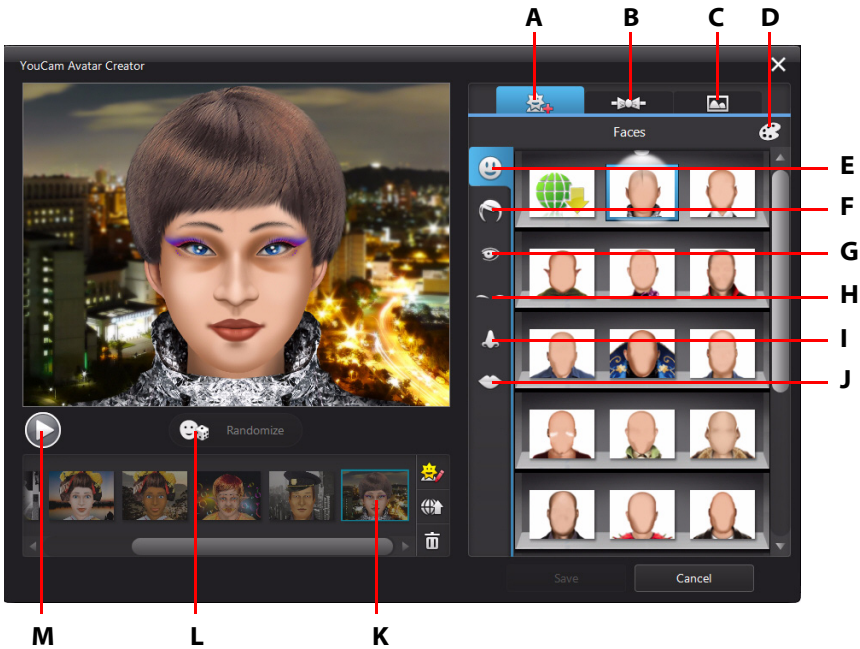 A B C D
YouCam Avatar Creator
Faces
E
F
G
H
I
J
Randomize
Save Cancel
M L K